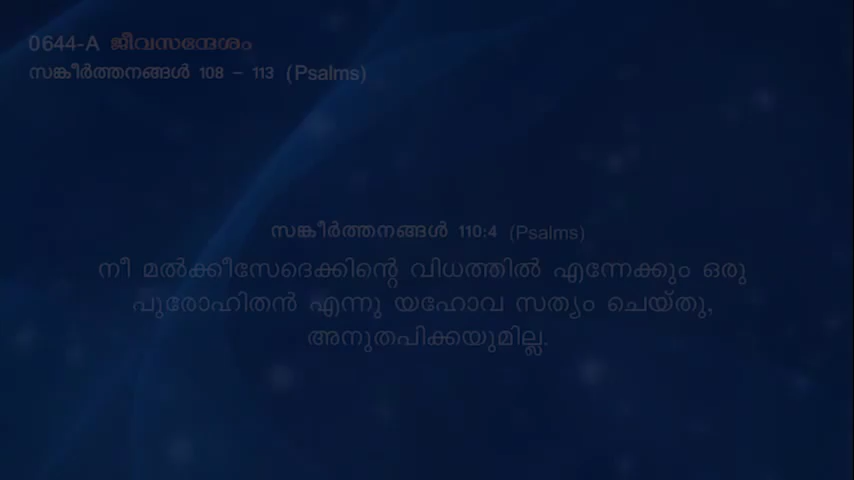 0644-A ജീവസന്ദേശം
സങ്കീർത്തനങ്ങൾ 108 – 113 (Psalms)
സങ്കീർത്തനങ്ങൾ 110:4 (Psalms)
നീ മൽക്കീസേദെക്കിന്റെ വിധത്തിൽ എന്നേക്കും ഒരു
പുരോഹിതൻ എന്നു യഹോവ സത്യം ചെയ്തു,
അനുതപിക്കയുമില്ല.